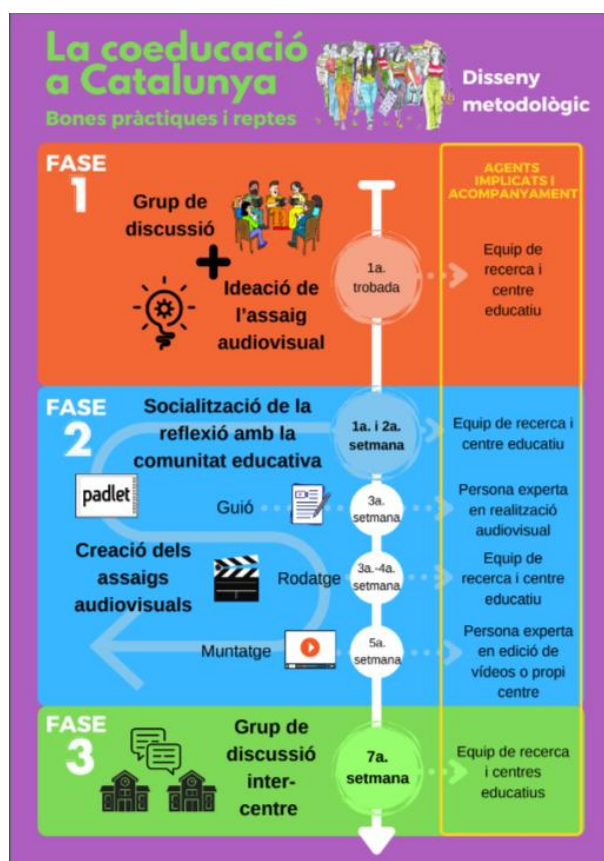 La coeducació
a Catalunya
Bones pràctiques i reptes
Disseny
metodològic
FASE
1
Grup de
discussió
+
Ideació de
l'assaig
audiovisual
1a.
trobada
AGENTS
IMPLICATS I
ACOMPANYAMENT
Equip de
recerca i
centre
educatiu
FASE
2
Socialització de la
reflexió amb la
comunitat educativa
1a. i 2a.
setmana
Equip de recerca i
centre educatiu
padlet
Guió
3a.
setmana
Persona experta
en realització
audiovisual
Creació dels
assaigs
audiovisuals
Rodatge
3a.-4a.
setmana
Equip de
recerca i centre
educatiu
Muntatge
5a.
setmana
Persona experta
en edició de
vídeos o propi
centre
FASE
3
Grup de
discussió
inter-
centre
7a.
setmana
Equip de recerca
i centres
educatius